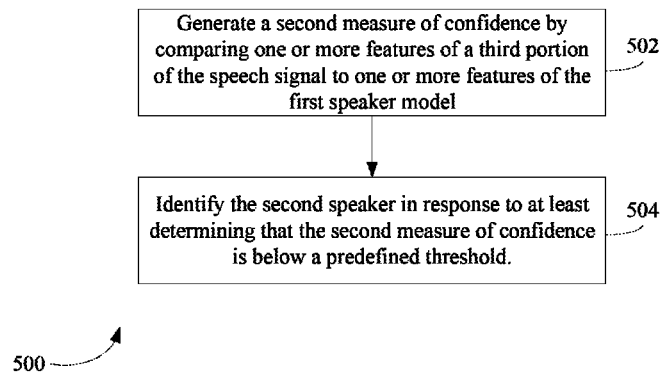 Generate a second measure of confidence by
comparing one or more features of a third portion
of the speech signal to one or more features of the
first speaker model
502
Identify the second speaker in response to at least
determining that the second measure of confidence
is below a predefined threshold.
504
500